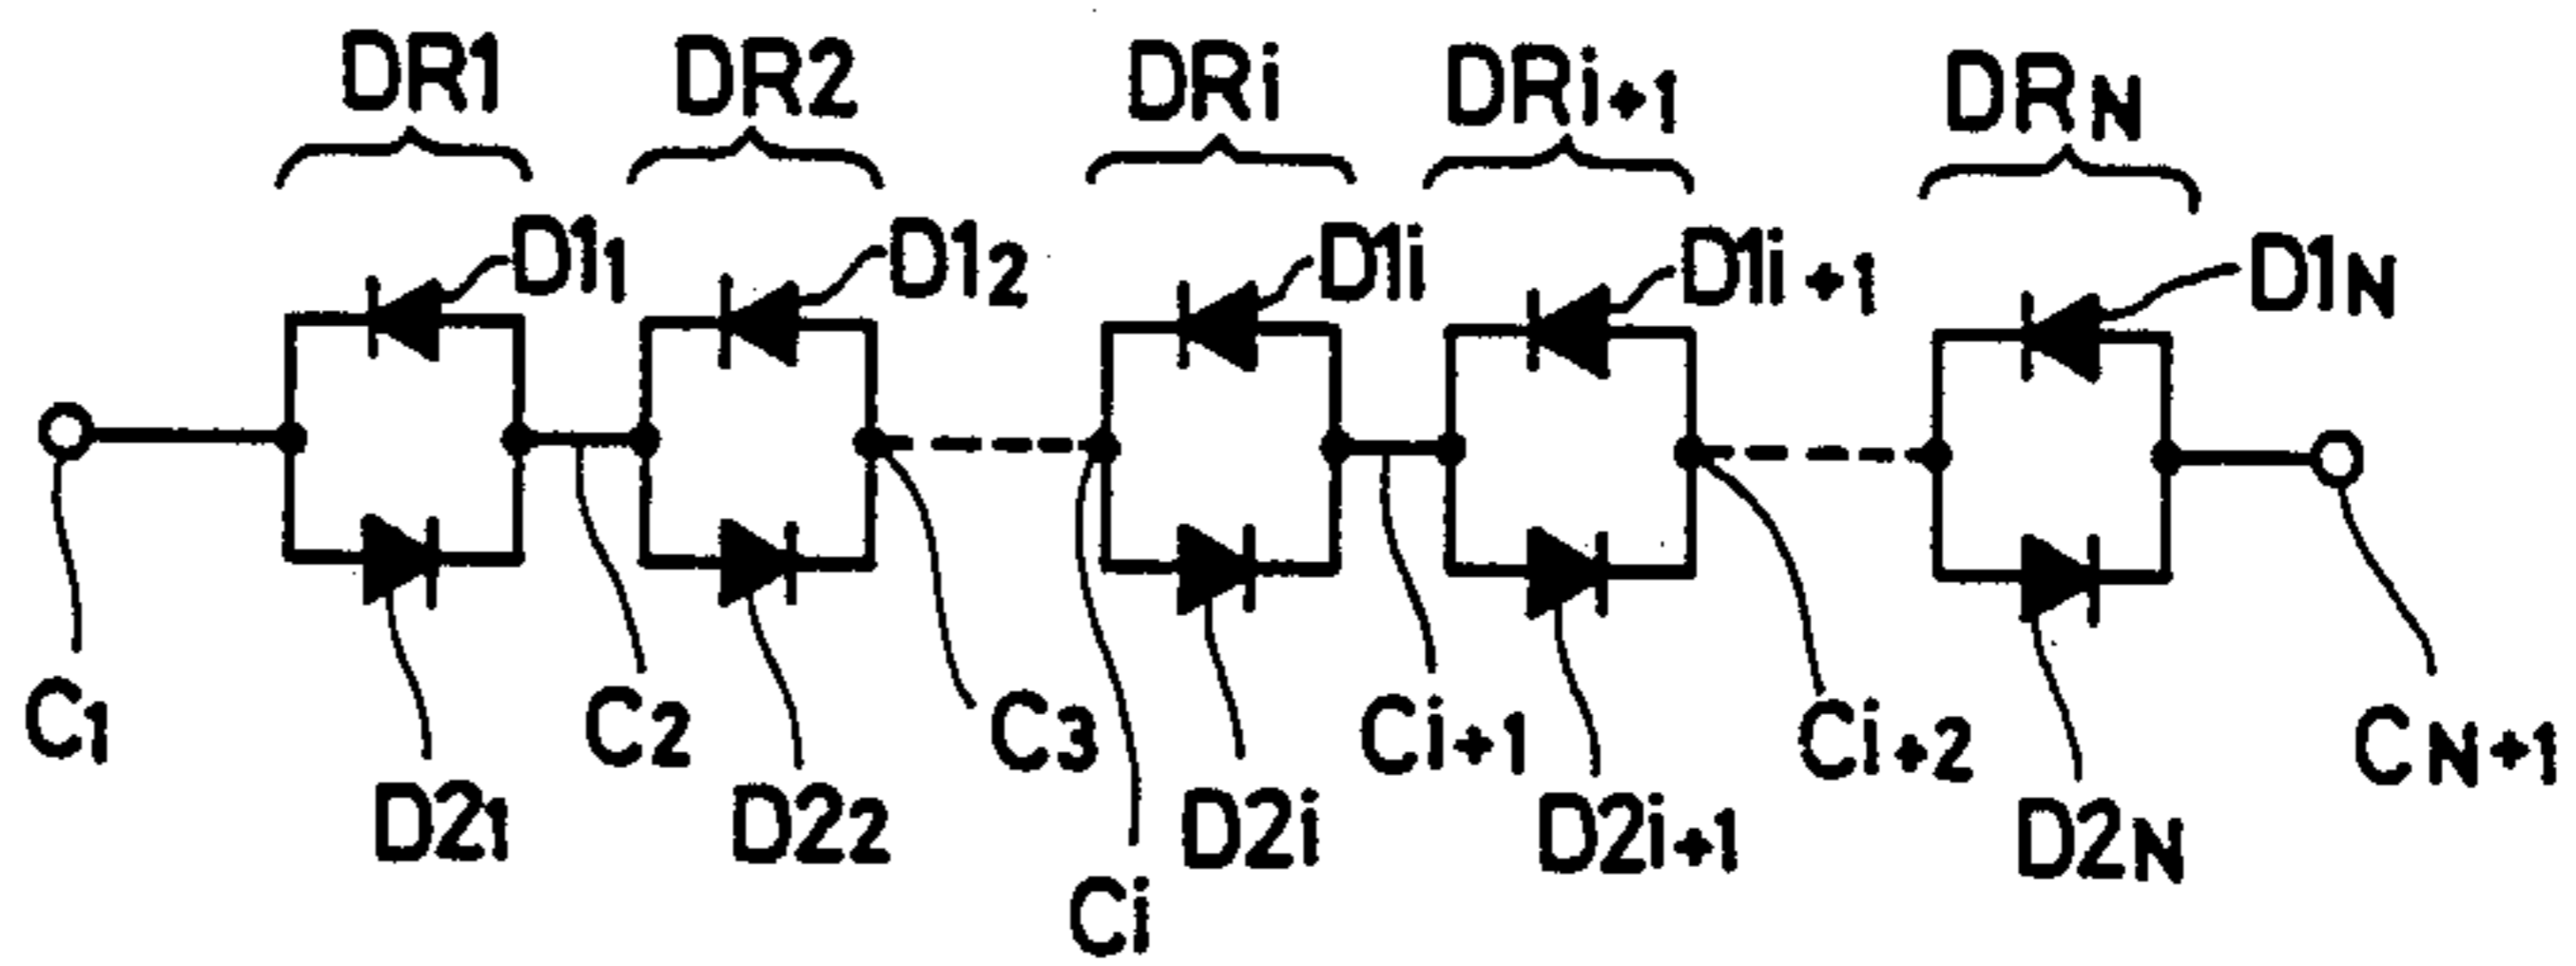 DR1 DR2 DRi DRi+1 DRN
D11 D12 D1i D1i+1 D1N
C1 C2 C3 Ci+1 Ci+2 CN+1
D21 D22 D2i D2i+1 D2N
Ci